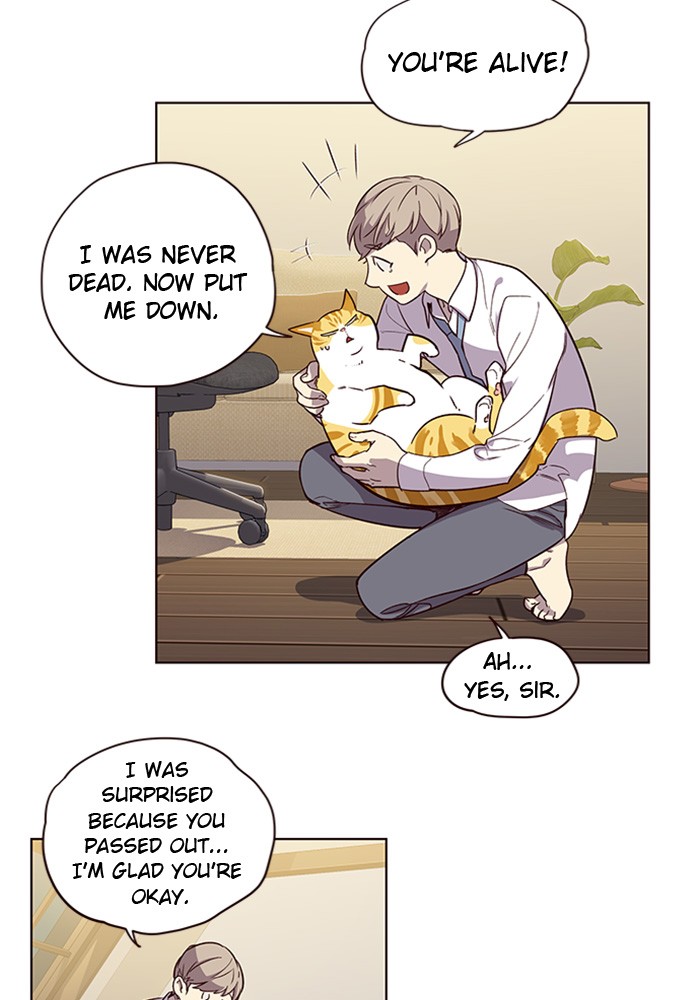 YOU'RE ALIVE!
I WAS NEVER
DEAD. NOW PUT
ME DOWN.
AH...
YES, SIR.
I WAS
SURPRISED
BECAUSE YOU
PASSED OUT...
I'M GLAD YOU'RE
OKAY.